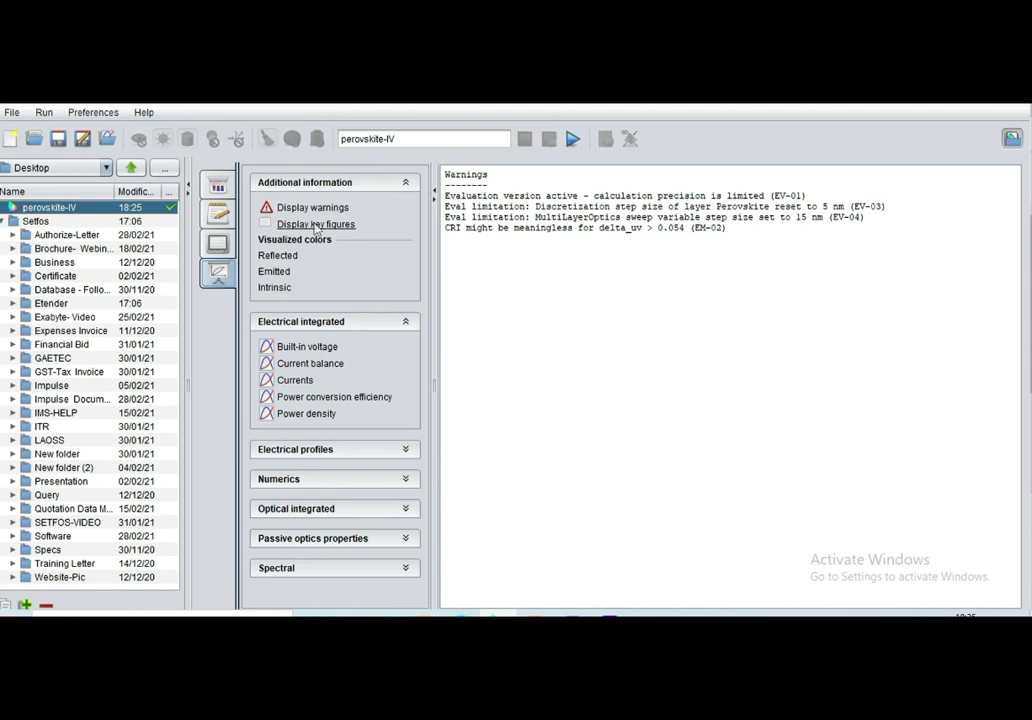 File Run Preferences Help
perovskite-IV
Desktop ...
Name Modific... ...
perovskite-IV 18:25
Setfos 17:06
Authorize-Letter 28/02/21
Brochure- Webin... 18/02/21
Business 12/12/20
Certificate 02/02/21
Database - Follo... 30/11/20
Etender 17:06
Exabyte- Video 25/02/21
Expenses Invoice 11/12/20
Financial Bid 31/01/21
GAETEC 30/01/21
GST-Tax Invoice 30/01/21
Impulse 05/02/21
Impulse Docum... 28/02/21
IMS-HELP 15/02/21
ITR 30/01/21
LAOSS 30/01/21
New folder 30/01/21
New folder (2) 04/02/21
Presentation 02/02/21
Query 12/12/20
Quotation Data M... 15/02/21
SETFOS-VIDEO 31/01/21
Software 28/02/21
Specs 30/11/20
Training Letter 14/12/20
Website-Pic 12/12/20
Additional information
Display warnings
Display key figures
Visualized colors
Reflected
Emitted
Intrinsic
Electrical integrated
Built-in voltage
Current balance
Currents
Power conversion efficiency
Power density
Electrical profiles
Numerics
Optical integrated
Passive optics properties
Spectral
Warnings
--------
Evaluation version active - calculation precision is limited (EV-01)
Eval limitation: Discretization step size of layer Perovskite reset to 5 nm (EV-03)
Eval limitation: MultiLayerOptics sweep variable step size set to 15 nm (EV-04)
CRI might be meaningless for delta_uv > 0.054 (EM-02)
Activate Windows
Go to Settings to activate Windows.